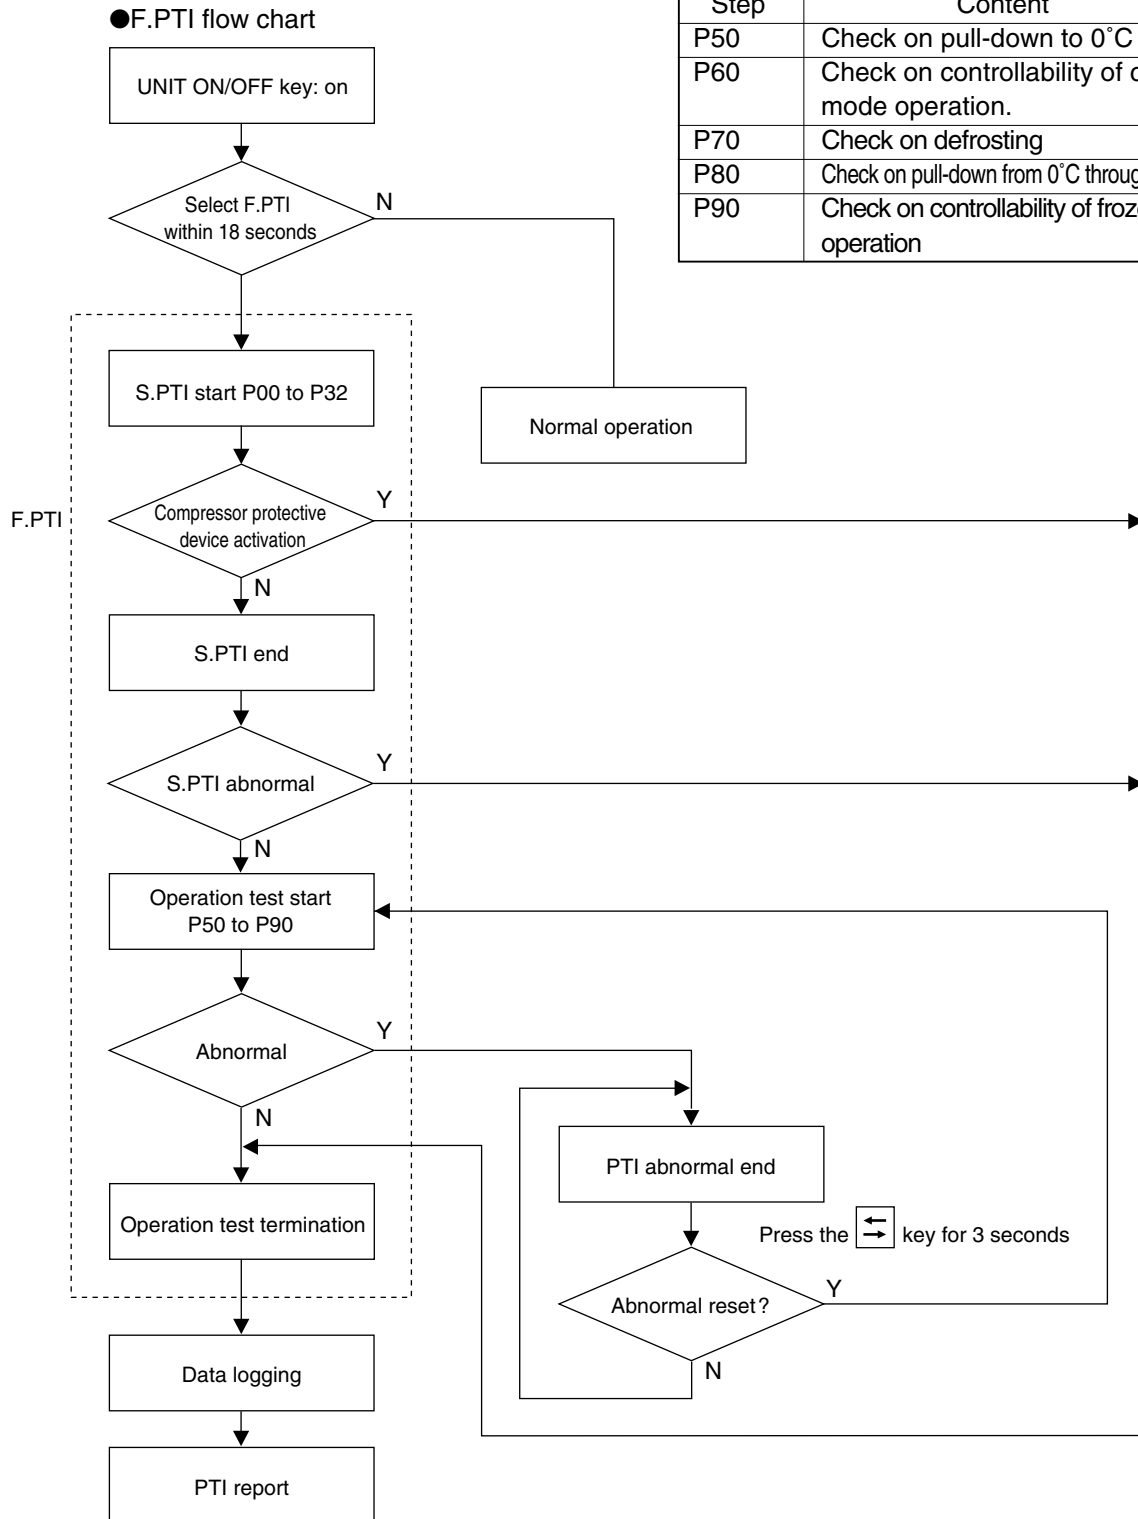 ●F.PTI flow chart
Step Content
P50 Check on pull-down to 0˚C
P60 Check on controllability of
mode operation.
P70 Check on defrosting
P80 Check on pull-down from 0˚C
P90 Check on controllability of
operation
UNIT ON/OFF key: on
Select F.PTI
within 18 seconds
N
S.PTI start P00 to P32
Normal operation
F.PTI
Compressor protective
device activation
Y
N
S.PTI end
S.PTI abnormal
Y
N
Operation test start
P50 to P90
Abnormal
Y
N
PTI abnormal end
Operation test termination
Press the key for 3 seconds
Abnormal reset?
Y
N
Data logging
PTI report